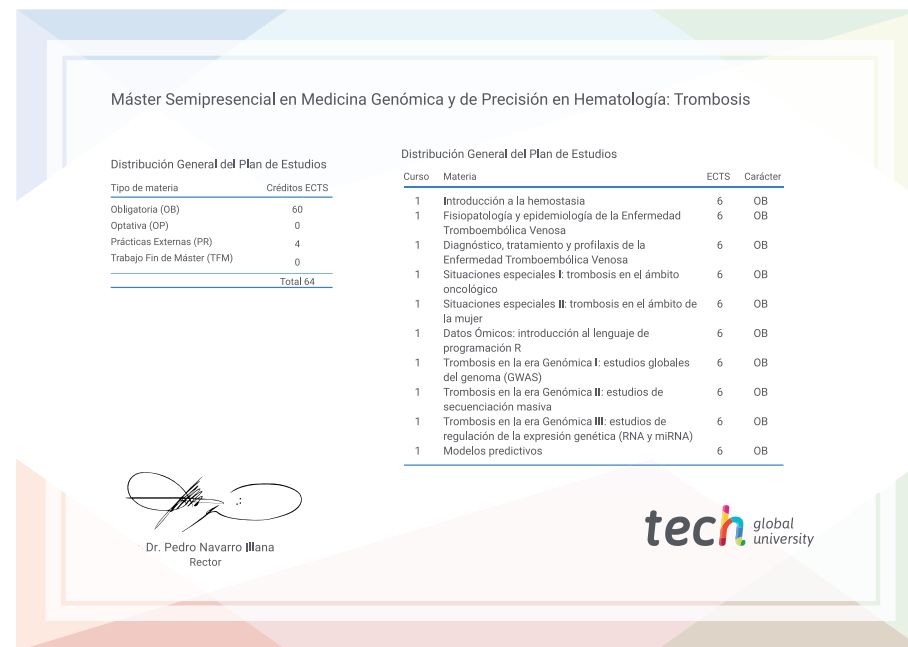 Máster Semipresencial en Medicina Genómica y de Precisión en Hematología: Trombosis
Distribución General del Plan de Estudios
Tipo de materia Créditos ECTS
Obligatoria (OB) 60
Optativa (OP) 0
Prácticas Externas (PR) 4
Trabajo Fin de Máster (TFM) 0
Total 64
Distribución General del Plan de Estudios
Curso Materia ECTS Carácter
1 Introducción a la hemostasia 6 OB
1 Fisiopatología y epidemiología de la Enfermedad 6 OB
Tromboembólica Venosa
1 Diagnóstico, tratamiento y profilaxis de la 6 OB
Enfermedad Tromboembólica Venosa
1 Situaciones especiales I: trombosis en el ámbito 6 OB
oncológico
1 Situaciones especiales II: trombosis en el ámbito de 6 OB
la mujer
1 Datos Ómicos: introducción al lenguaje de 6 OB
programación R
1 Trombosis en la era Genómica I: estudios globales 6 OB
del genoma (GWAS)
1 Trombosis en la era Genómica II: estudios de 6 OB
secuenciación masiva
1 Trombosis en la era Genómica III: estudios de 6 OB
regulación de la expresión genética (RNA y miRNA)
1 Modelos predictivos 6 OB
Dr. Pedro Navarro Illana
Rector
tech global
university